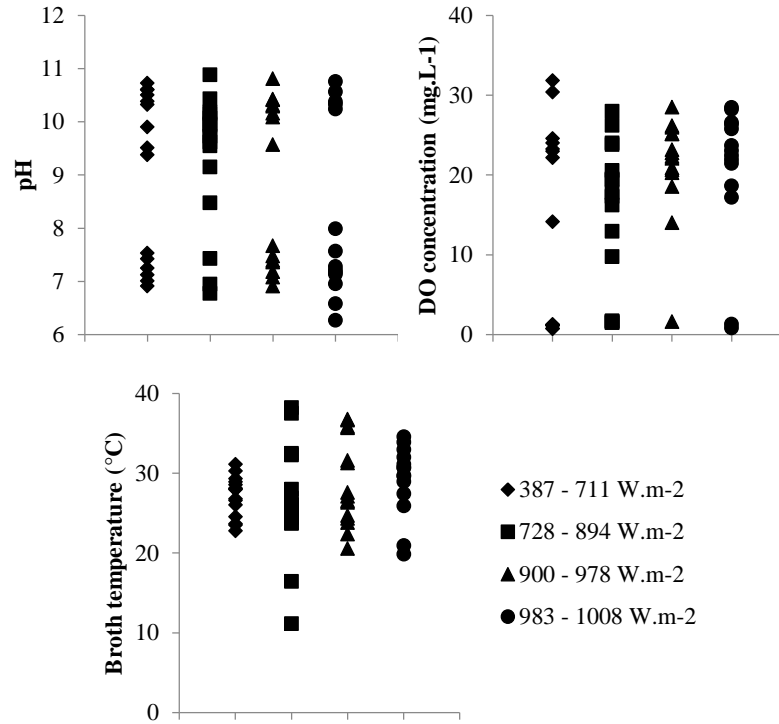 12
11
10
9
8
7
6
pH
40
30
20
10
0
DO concentration (mg.L-1)
40
30
20
10
0
Broth temperature (°C)
387 - 711 W.m-2
728 - 894 W.m-2
900 - 978 W.m-2
983 - 1008 W.m-2